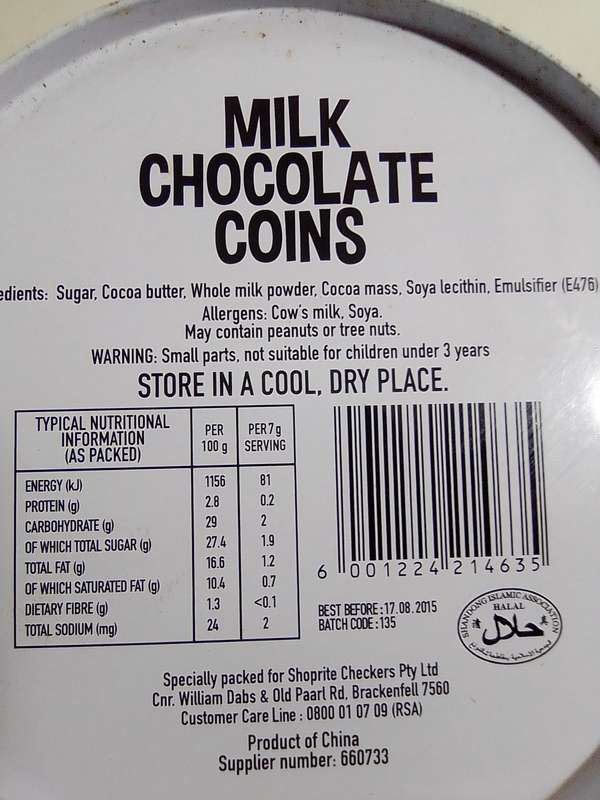 MILK
CHOCOLATE
COINS
edients: Sugar, Cocoa butter, Whole milk powder, Cocoa mass, Soya lecithin, Emulsifier (E476)
Allergens: Cow's milk, Soya.
May contain peanuts or tree nuts.
WARNING: Small parts, not suitable for children under 3 years
STORE IN A COOL, DRY PLACE.
TYPICAL NUTRITIONAL INFORMATION (AS PACKED) PER 100 g PER 7g SERVING
ENERGY (kJ) 1156 81
PROTEIN (g) 2.8 0.2
CARBOHYDRATE (g) 29 2
OF WHICH TOTAL SUGAR (g) 27.4 1.9
TOTAL FAT (g) 16.6 1.2
OF WHICH SATURATED FAT (g) 10.4 0.7
DIETARY FIBRE (g) 1.3 <0.1
TOTAL SODIUM (mg) 24 2
6 001224 214635
BEST BEFORE: 17.08.2015
BATCH CODE: 135
SHANDONG ISLAMIC ASSOCIATION
HALAL
حلال
Specially packed for Shoprite Checkers Pty Ltd
Cnr. William Dabs & Old Paarl Rd, Brackenfell 7560
Customer Care Line : 0800 01 07 09 (RSA)
Product of China
Supplier number: 660733